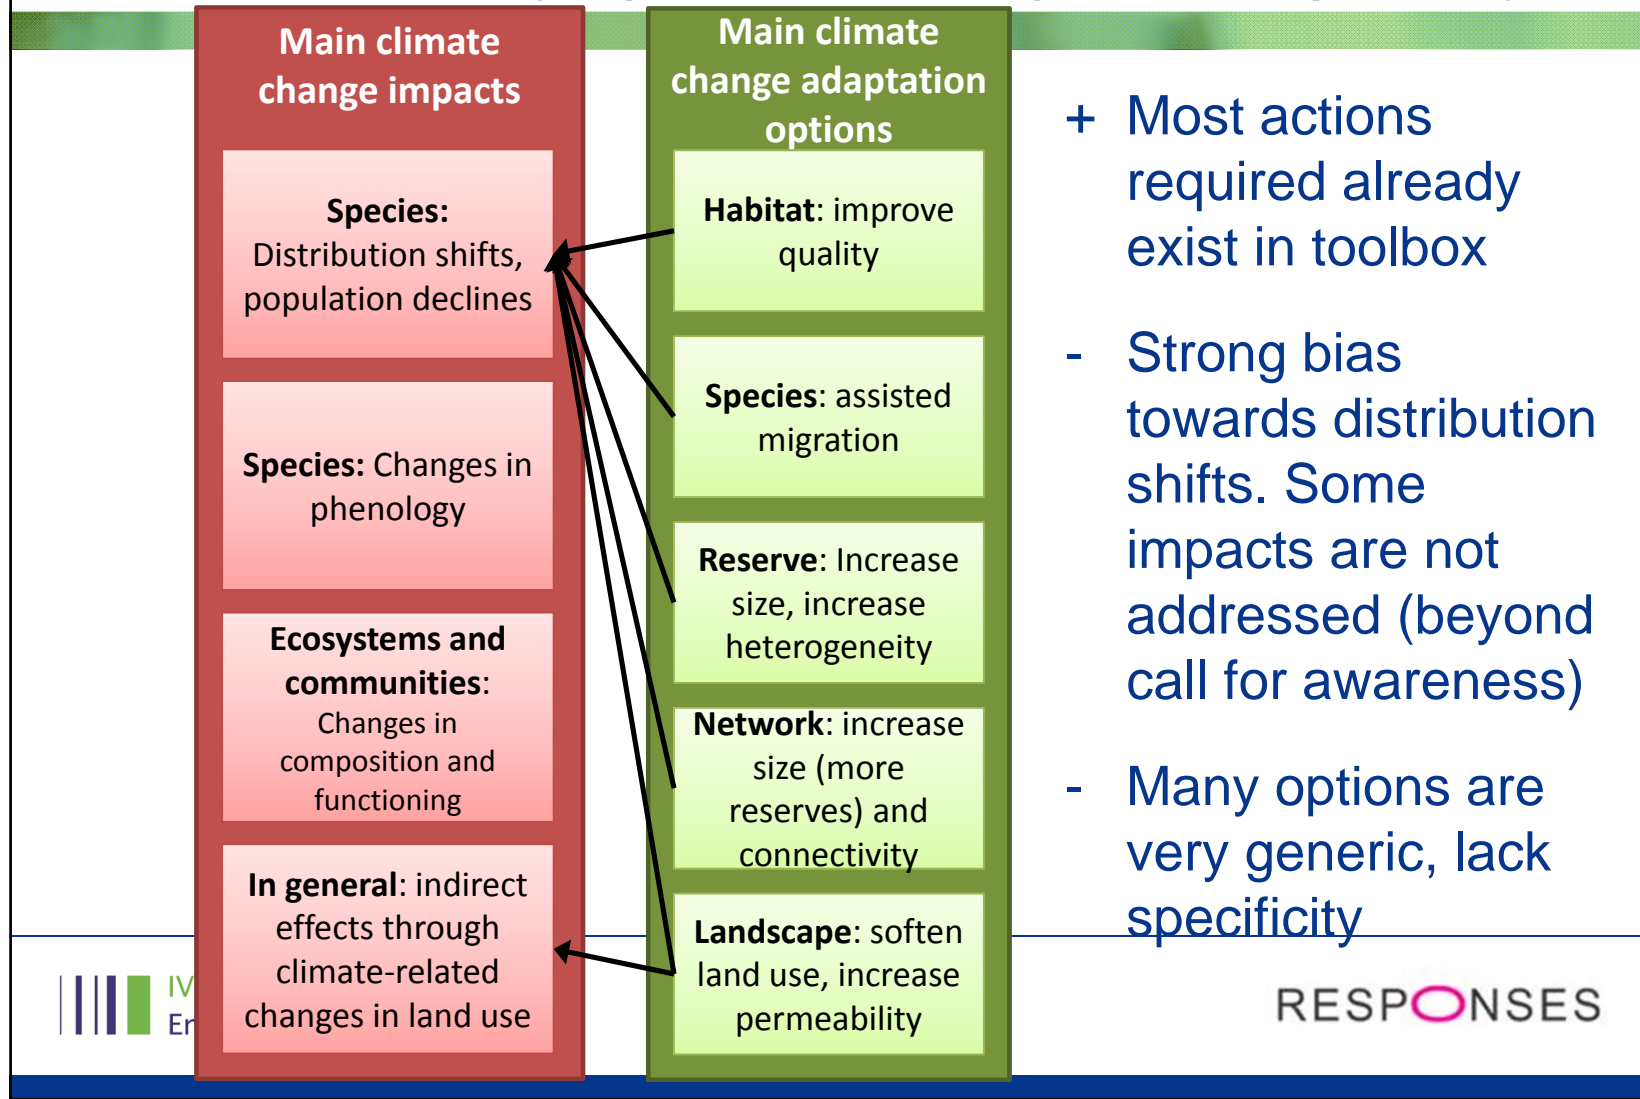 Main climate
change impacts
Species:
Distribution shifts,
population declines
Species: Changes in
phenology
Ecosystems and
communities:
Changes in
composition and
functioning
In general: indirect
effects through
climate-related
changes in land use
Main climate
change adaptation
options
Habitat: improve
quality
Species: assisted
migration
Reserve: Increase
size, increase
heterogeneity
Network: increase
size (more
reserves) and
connectivity
Landscape: soften
land use, increase
permeability
+ Most actions
required already
exist in toolbox
- Strong bias
towards distribution
shifts. Some
impacts are not
addressed (beyond
call for awareness)
- Many options are
very generic, lack
specificity
RESPONSES